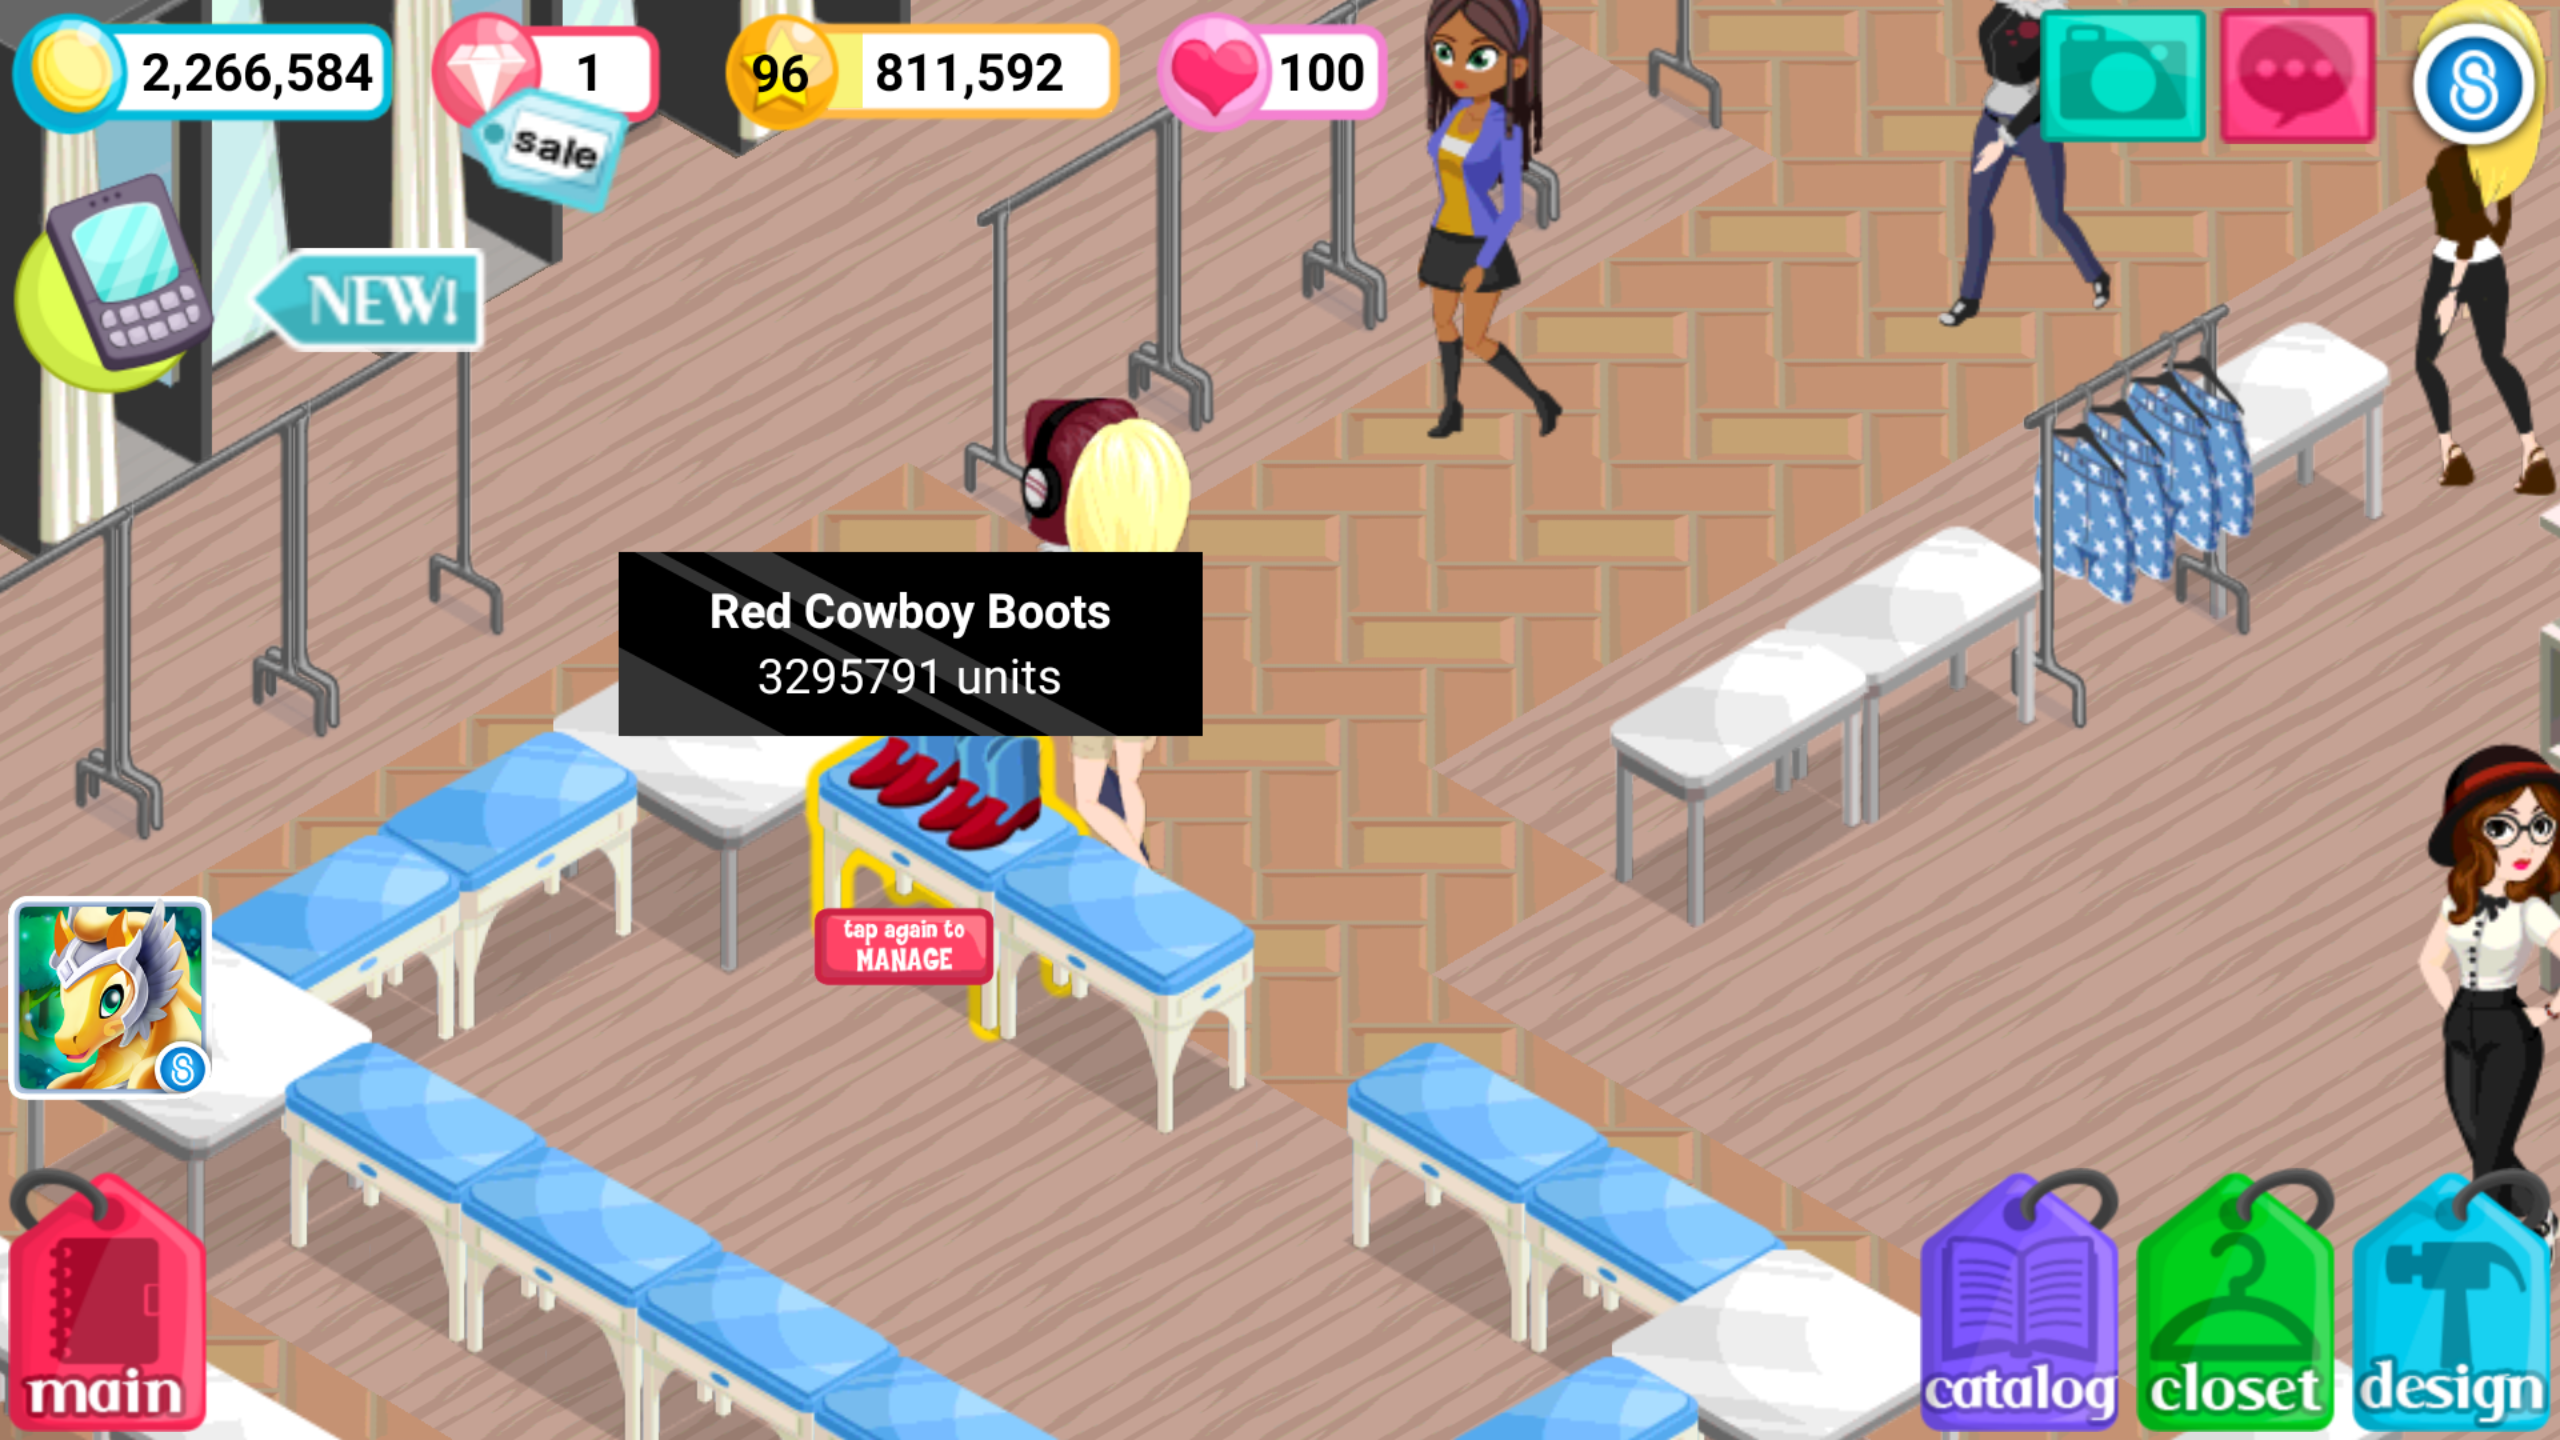 2,266,584
1
96
811,592
100
sale
NEW!
Red Cowboy Boots
3295791 units
tap again to
MANAGE
main
catalog
closet
design